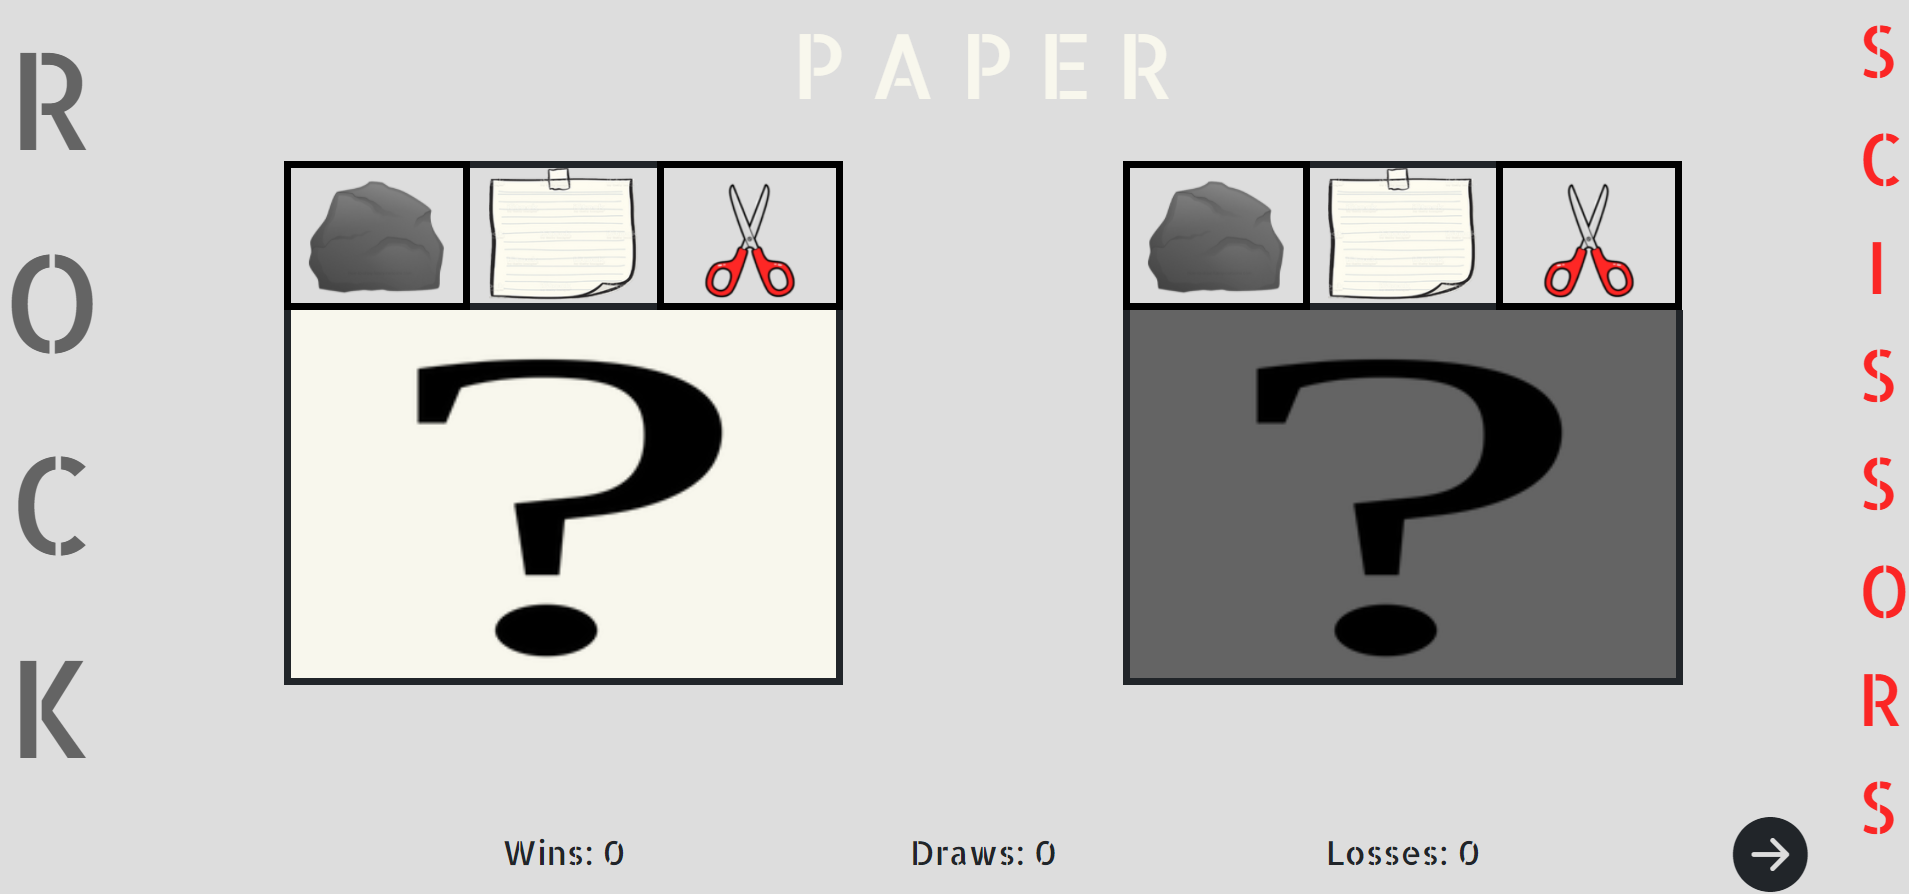 ROCK
PAPER
SCISSORS
?
?
Wins: 0
Draws: 0
Losses: 0